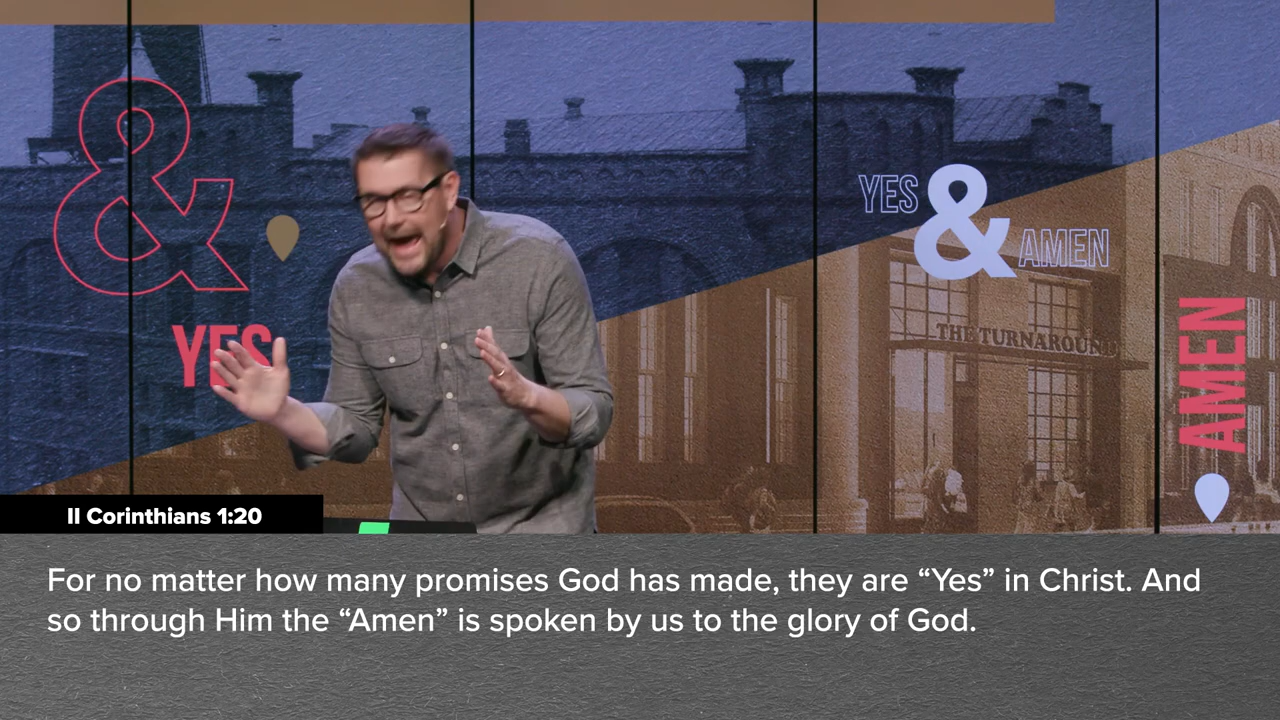 &
YES
YES
&
AMEN
THE TURNAROUND
AMEN
II Corinthians 1:20
For no matter how many promises God has made, they are “Yes” in Christ. And
so through Him the “Amen” is spoken by us to the glory of God.